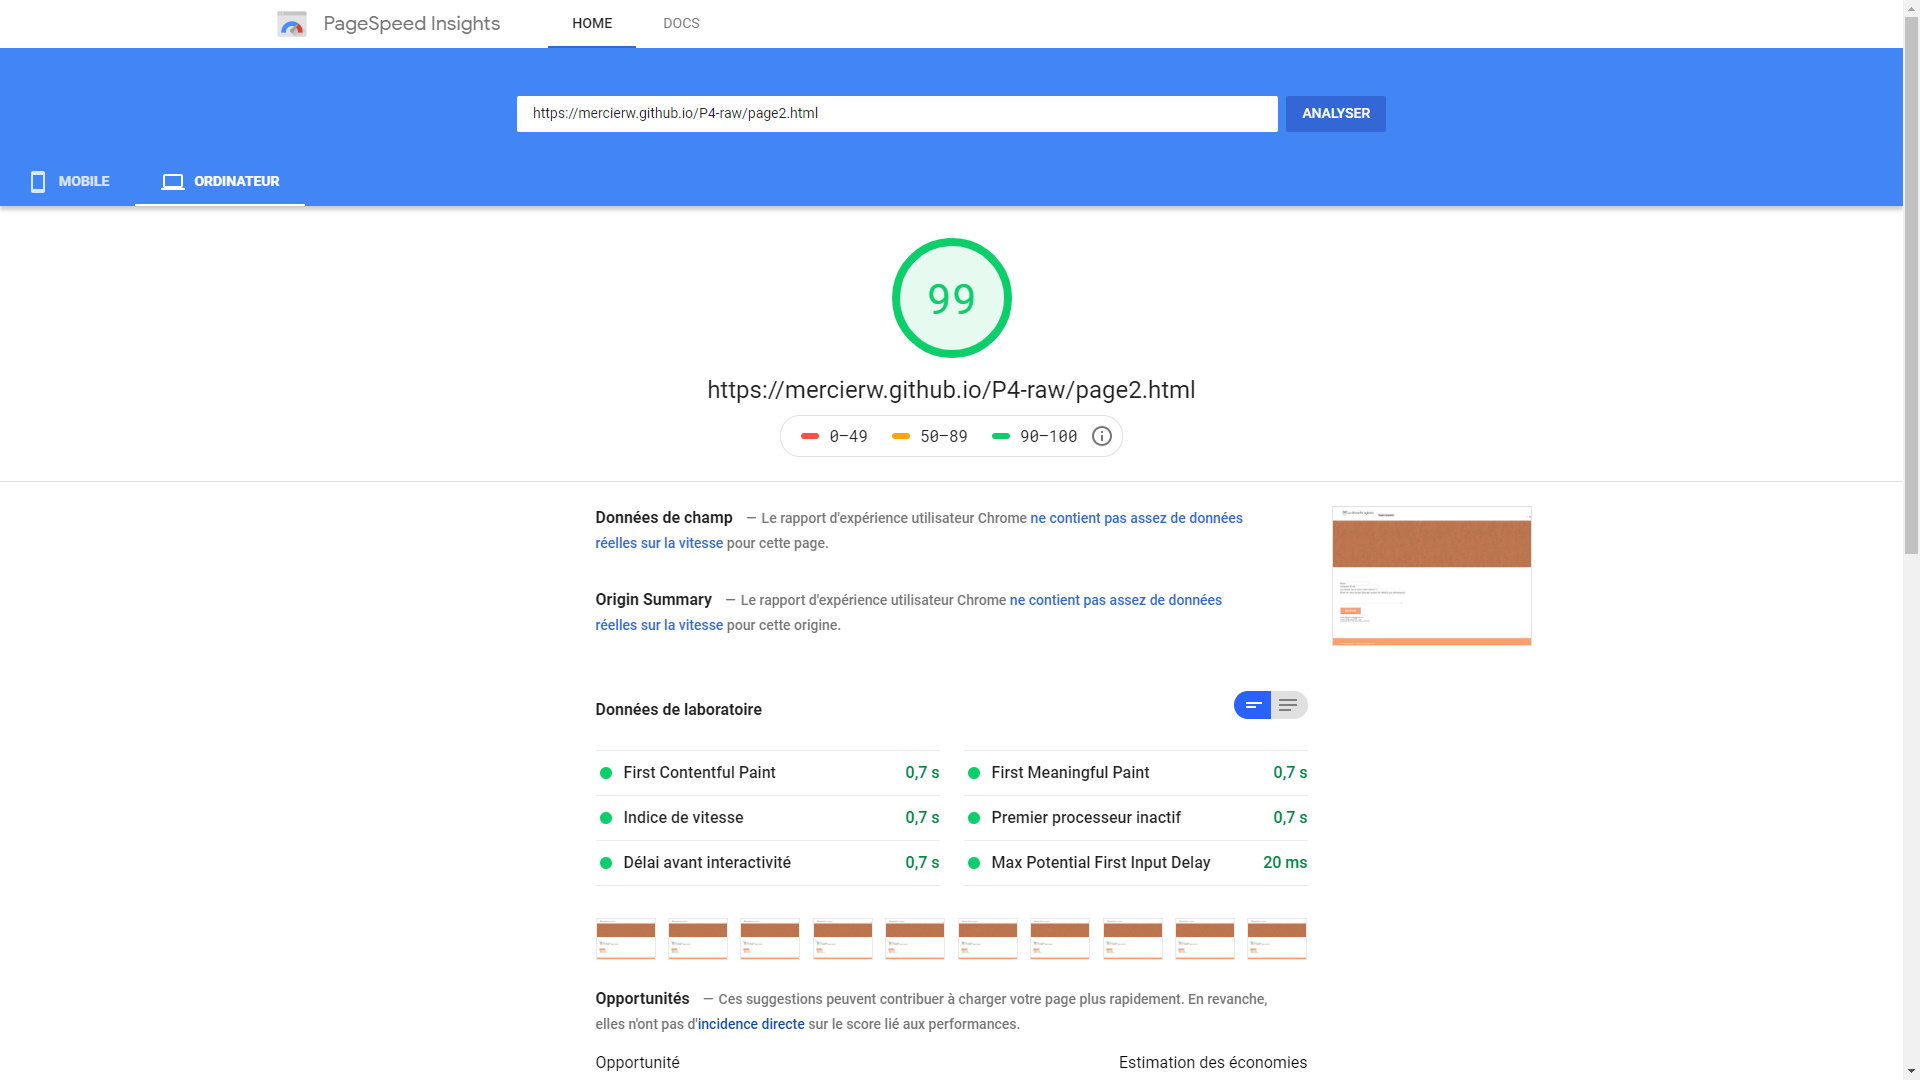 PageSpeed Insights HOME DOCS
https://mercierw.github.io/P4-raw/page2.html ANALYSER
MOBILE ORDINATEUR
99
https://mercierw.github.io/P4-raw/page2.html
0–49 50–89 90–100
Données de champ — Le rapport d'expérience utilisateur Chrome ne contient pas assez de données
réelles sur la vitesse pour cette page.
Origin Summary — Le rapport d'expérience utilisateur Chrome ne contient pas assez de données
réelles sur la vitesse pour cette origine.
Données de laboratoire
First Contentful Paint 0,7 s First Meaningful Paint 0,7 s
Indice de vitesse 0,7 s Premier processeur inactif 0,7 s
Délai avant interactivité 0,7 s Max Potential First Input Delay 20 ms
Opportunités — Ces suggestions peuvent contribuer à charger votre page plus rapidement. En revanche,
elles n'ont pas d'incidence directe sur le score lié aux performances.
Opportunité Estimation des économies